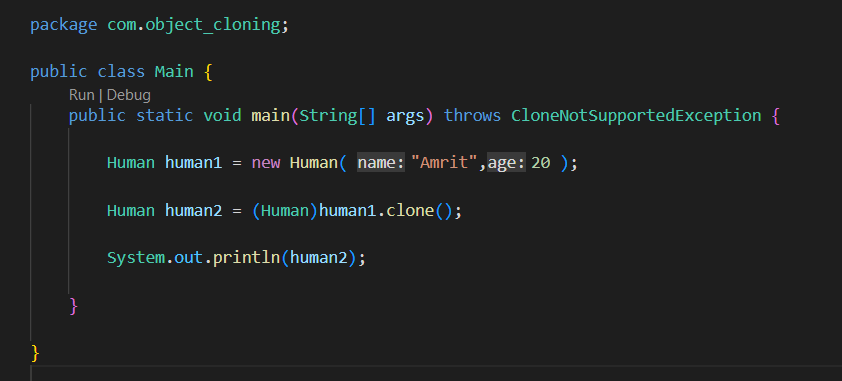 package com.object_cloning;
public class Main {
Run | Debug
public static void main(String[] args) throws CloneNotSupportedException {
Human human1 = new Human( name: "Amrit",age: 20 );
Human human2 = (Human)human1.clone();
System.out.println(human2);
}
}